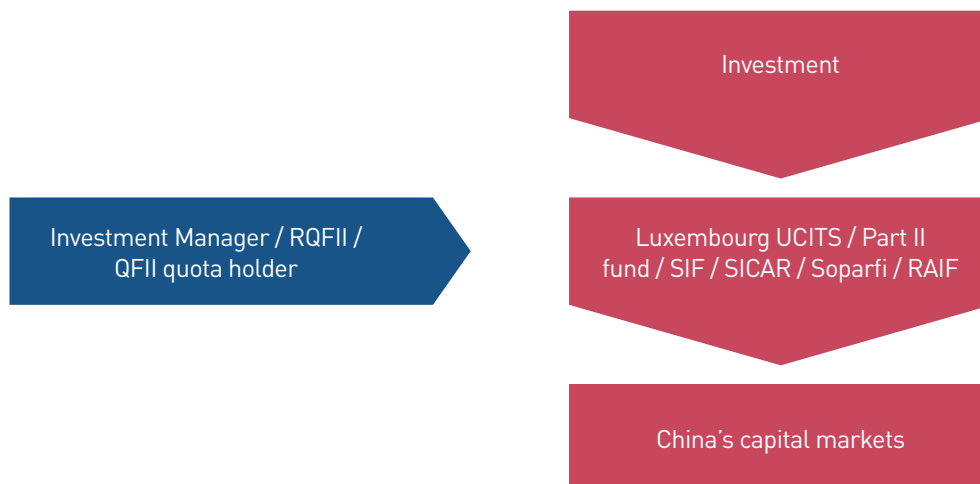 Investment
Investment Manager / RQFII /
QFII quota holder
Luxembourg UCITS / Part II
fund / SIF / SICAR / Soparfi / RAIF
China’s capital markets